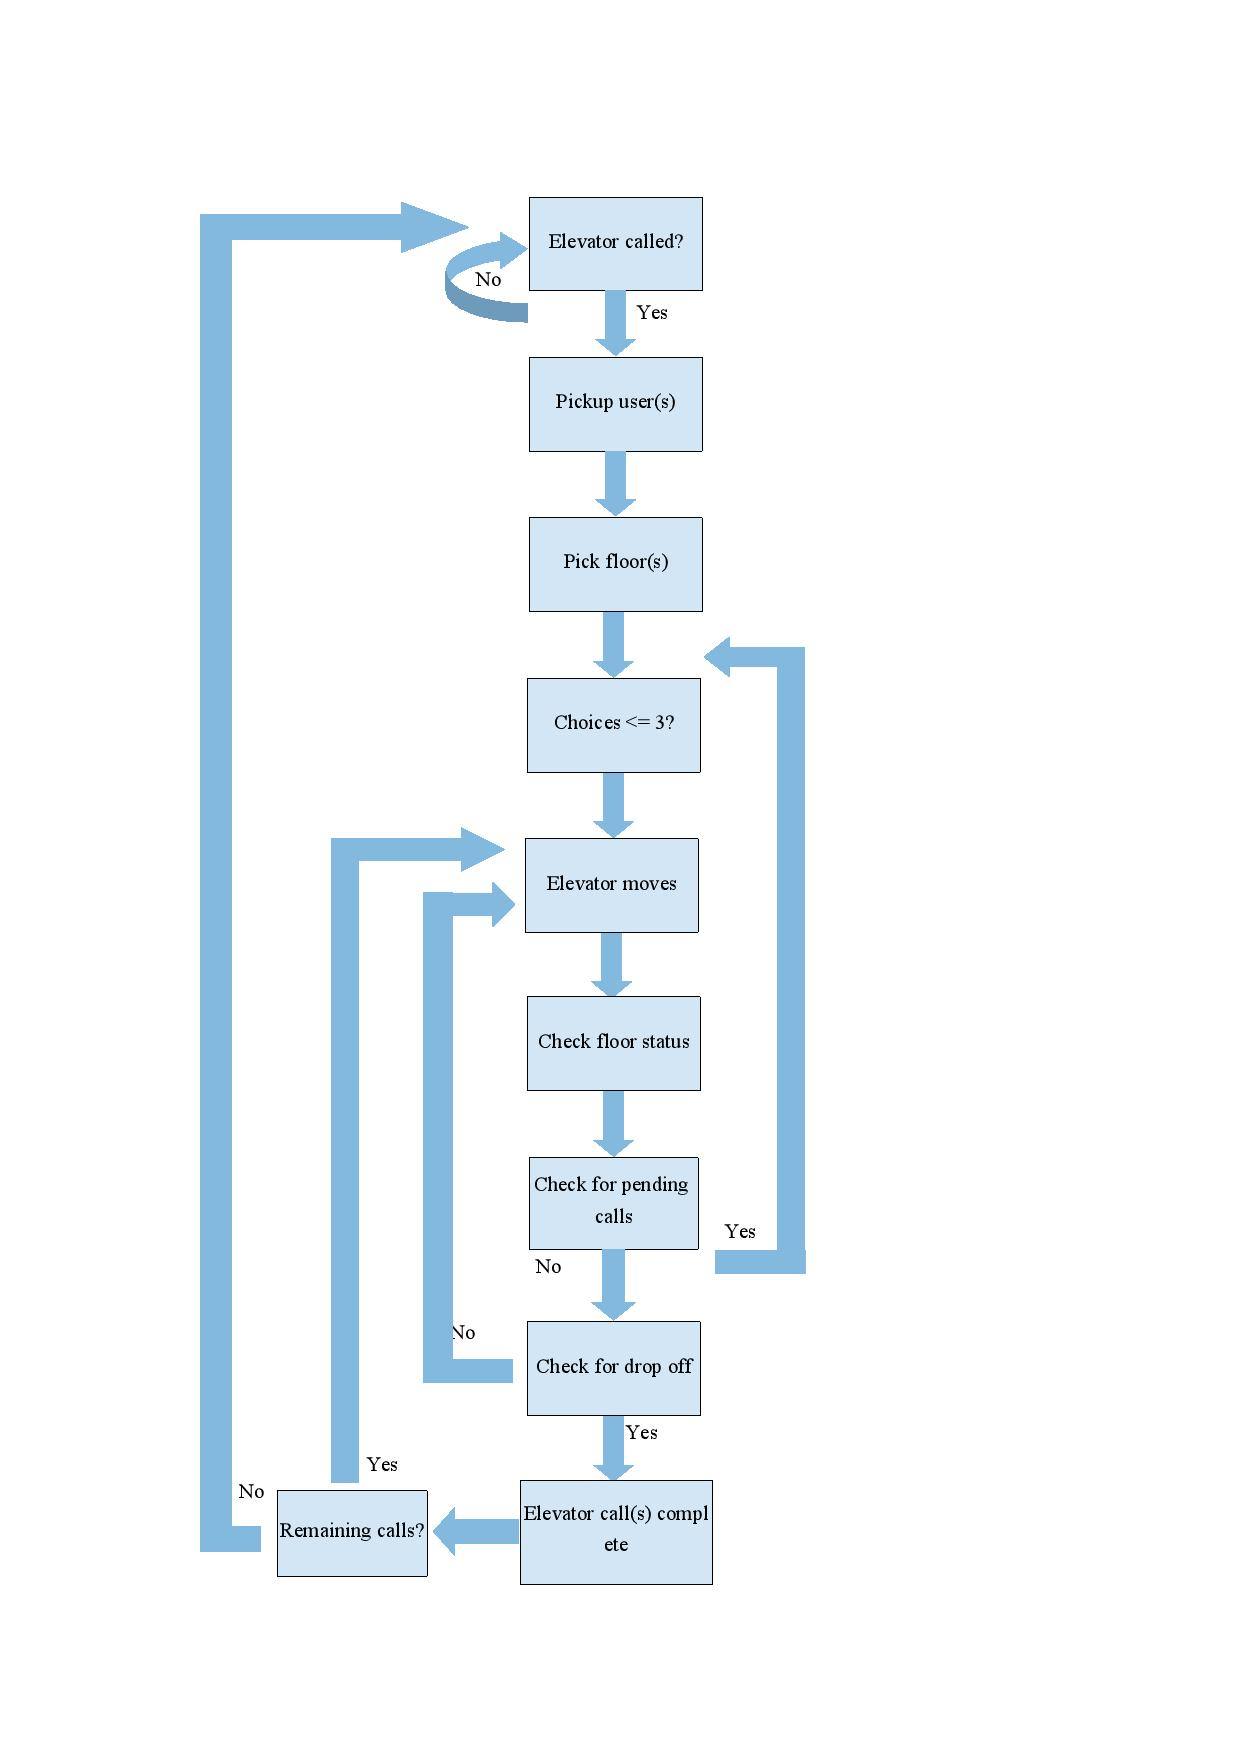 Elevator called?
No
Yes
Pickup user(s)
Pick floor(s)
Choices <= 3?
Elevator moves
Check floor status
Check for pending
calls
Yes
No
No
Check for drop off
Yes
Yes
No
Elevator call(s) compl
ete
Remaining calls?